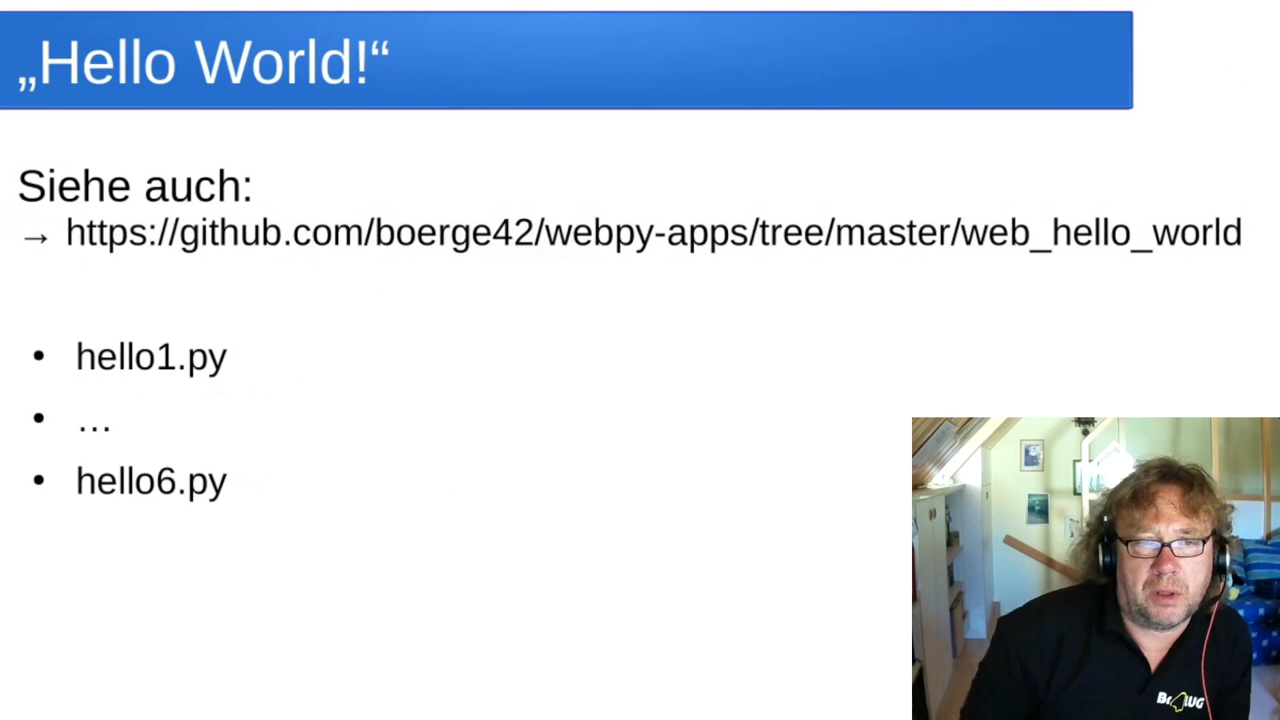 „Hello World!“
Siehe auch:
→ https://github.com/boerge42/webpy-apps/tree/master/web_hello_world
• hello1.py
• …
• hello6.py